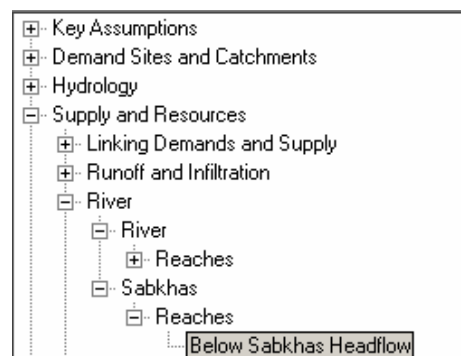 Key Assumptions
Demand Sites and Catchments
Hydrology
Supply and Resources
Linking Demands and Supply
Runoff and Infiltration
River
River
Reaches
Sabkhas
Reaches
Below Sabkhas Headflow